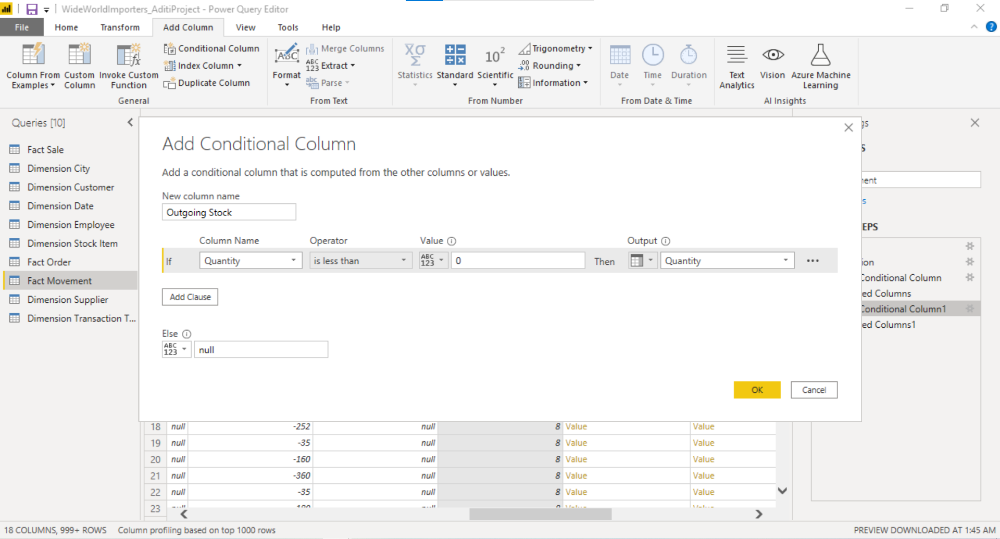 WideWorldImporters_AditiProject - Power Query Editor
File Home Transform Add Column View Tools Help
Column From Examples
Custom Column
Invoke Custom Function
Conditional Column
Index Column
Duplicate Column
General
ABC
Format
Merge Columns
ABC 123 Extract
abc Parse
From Text
Xσ Σ
Statistics
Standard
10²
Scientific
Trigonometry
.00 Rounding
Information
From Number
Date
Time
Duration
From Date & Time
Text Analytics
Vision
Azure Machine Learning
AI Insights
Queries [10]
Fact Sale
Dimension City
Dimension Customer
Dimension Date
Dimension Employee
Dimension Stock Item
Fact Order
Fact Movement
Dimension Supplier
Dimension Transaction T...
Add Conditional Column
Add a conditional column that is computed from the other columns or values.
New column name
Outgoing Stock
Column Name Operator Value Output
If Quantity is less than ABC 123 0 Then Quantity ...
Add Clause
Else
ABC 123 null
OK Cancel
gs
S
nent
s
EPS
ion
Conditional Column
ed Columns
Conditional Column1
ed Columns1
18 null -252 null 8 Value Value
19 null -35 null 8 Value Value
20 null -160 null 8 Value Value
21 null -360 null 8 Value Value
22 null -35 null 8 Value Value
23
18 COLUMNS, 999+ ROWS Column profiling based on top 1000 rows PREVIEW DOWNLOADED AT 1:45 AM